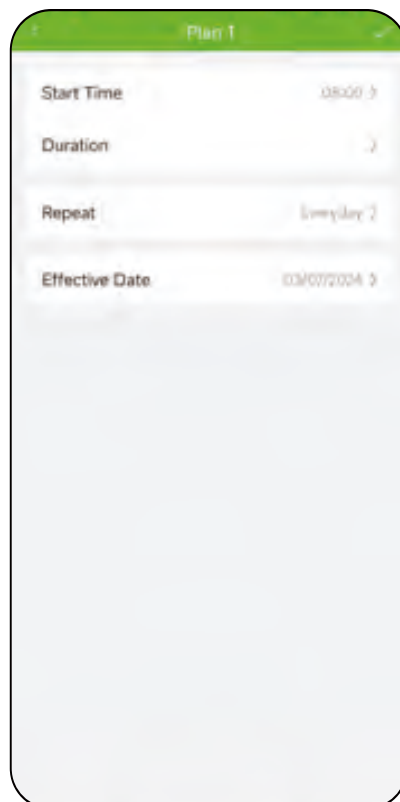 Plan 1
Start Time 08:00
Duration
Repeat Everyday
Effective Date 03/07/2024